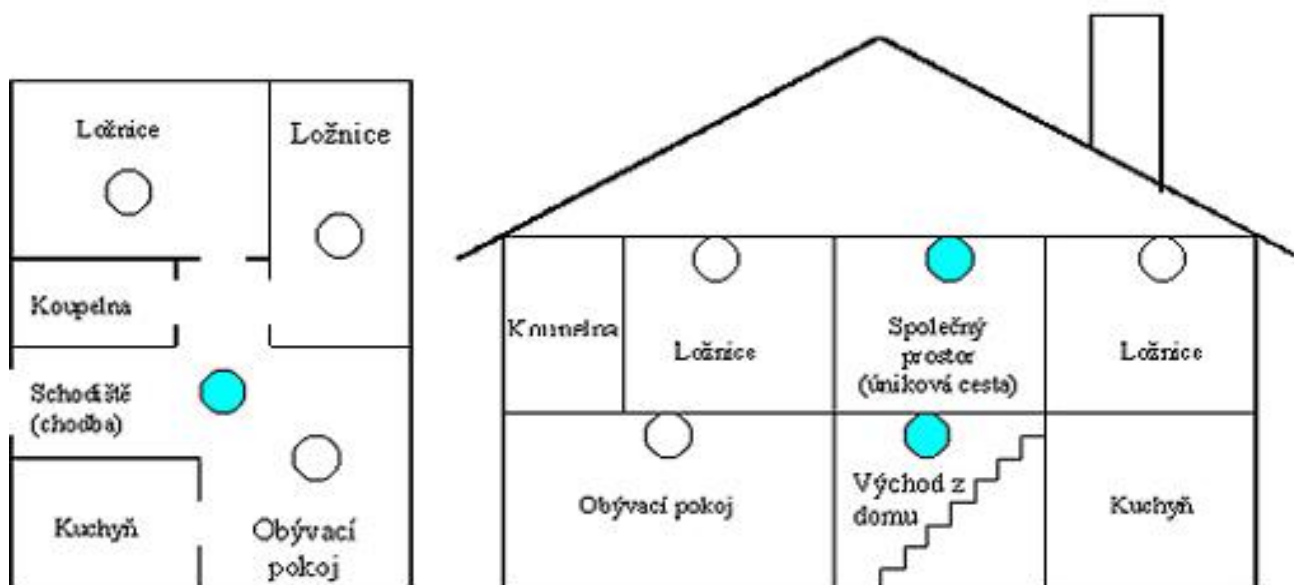 Ložnice
Ložnice
Koupelna
Schodiště
(chodba)
Kuchyň
Obývací
pokoj
Koupelna
Ložnice
Společný
prostor
(úniková cesta)
Ložnice
Obývací pokoj
Východ z
domu
Kuchyň